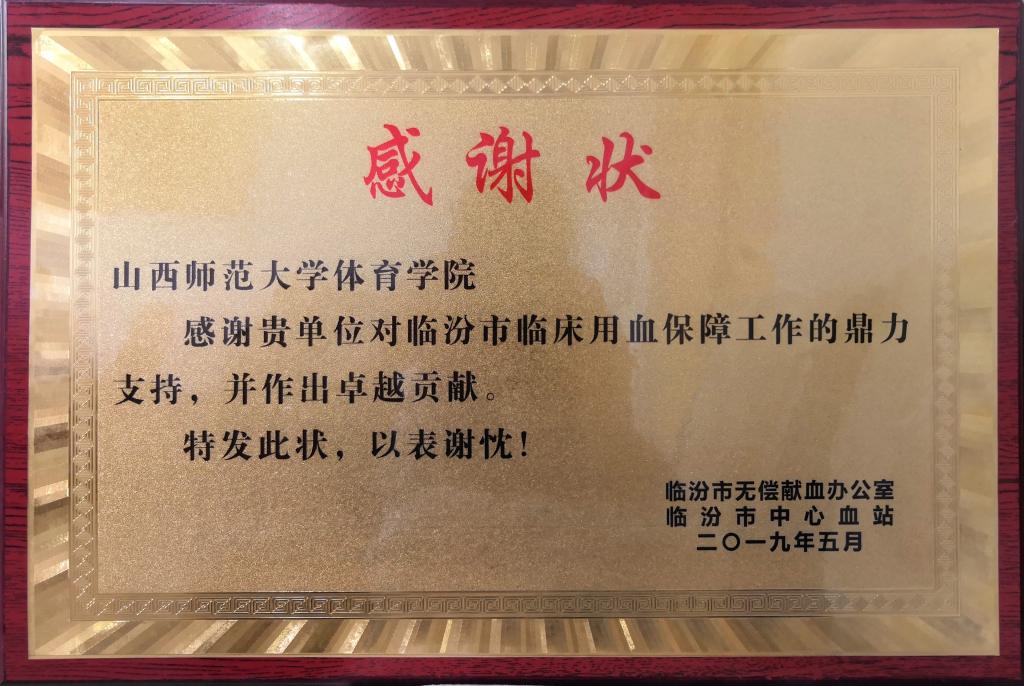 感谢状
山西师范大学体育学院
感谢贵单位对临汾市临床用血保障工作的鼎力
支持，并作出卓越贡献。
特发此状，以表谢忱！
临汾市无偿献血办公室
临汾市中心血站
二〇一九年五月